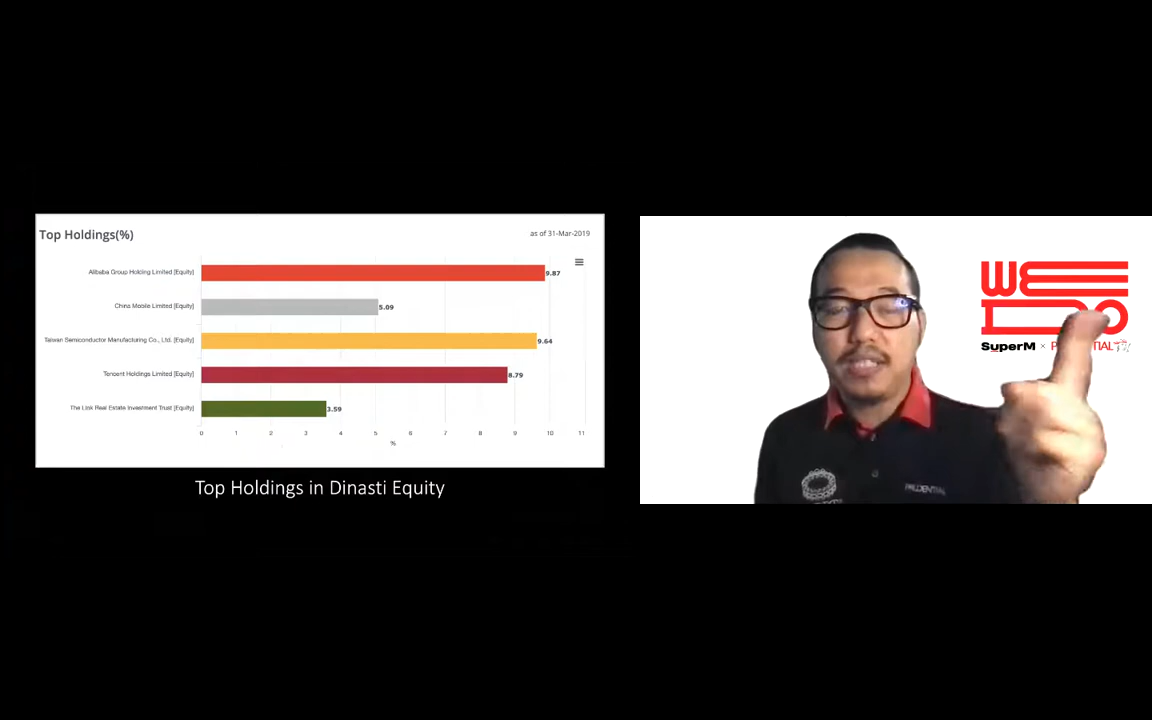 Top Holdings(%)
as of 31-Mar-2019
Alibaba Group Holding Limited [Equity]
9.87
China Mobile Limited [Equity]
5.09
Taiwan Semiconductor Manufacturing Co., Ltd. [Equity]
9.64
Tencent Holdings Limited [Equity]
8.79
The Link Real Estate Investment Trust [Equity]
3.59
0 1 2 3 4 5 6 7 8 9 10 11
%
Top Holdings in Dinasti Equity
WE
DO
SuperM ×
PRUDENTIAL